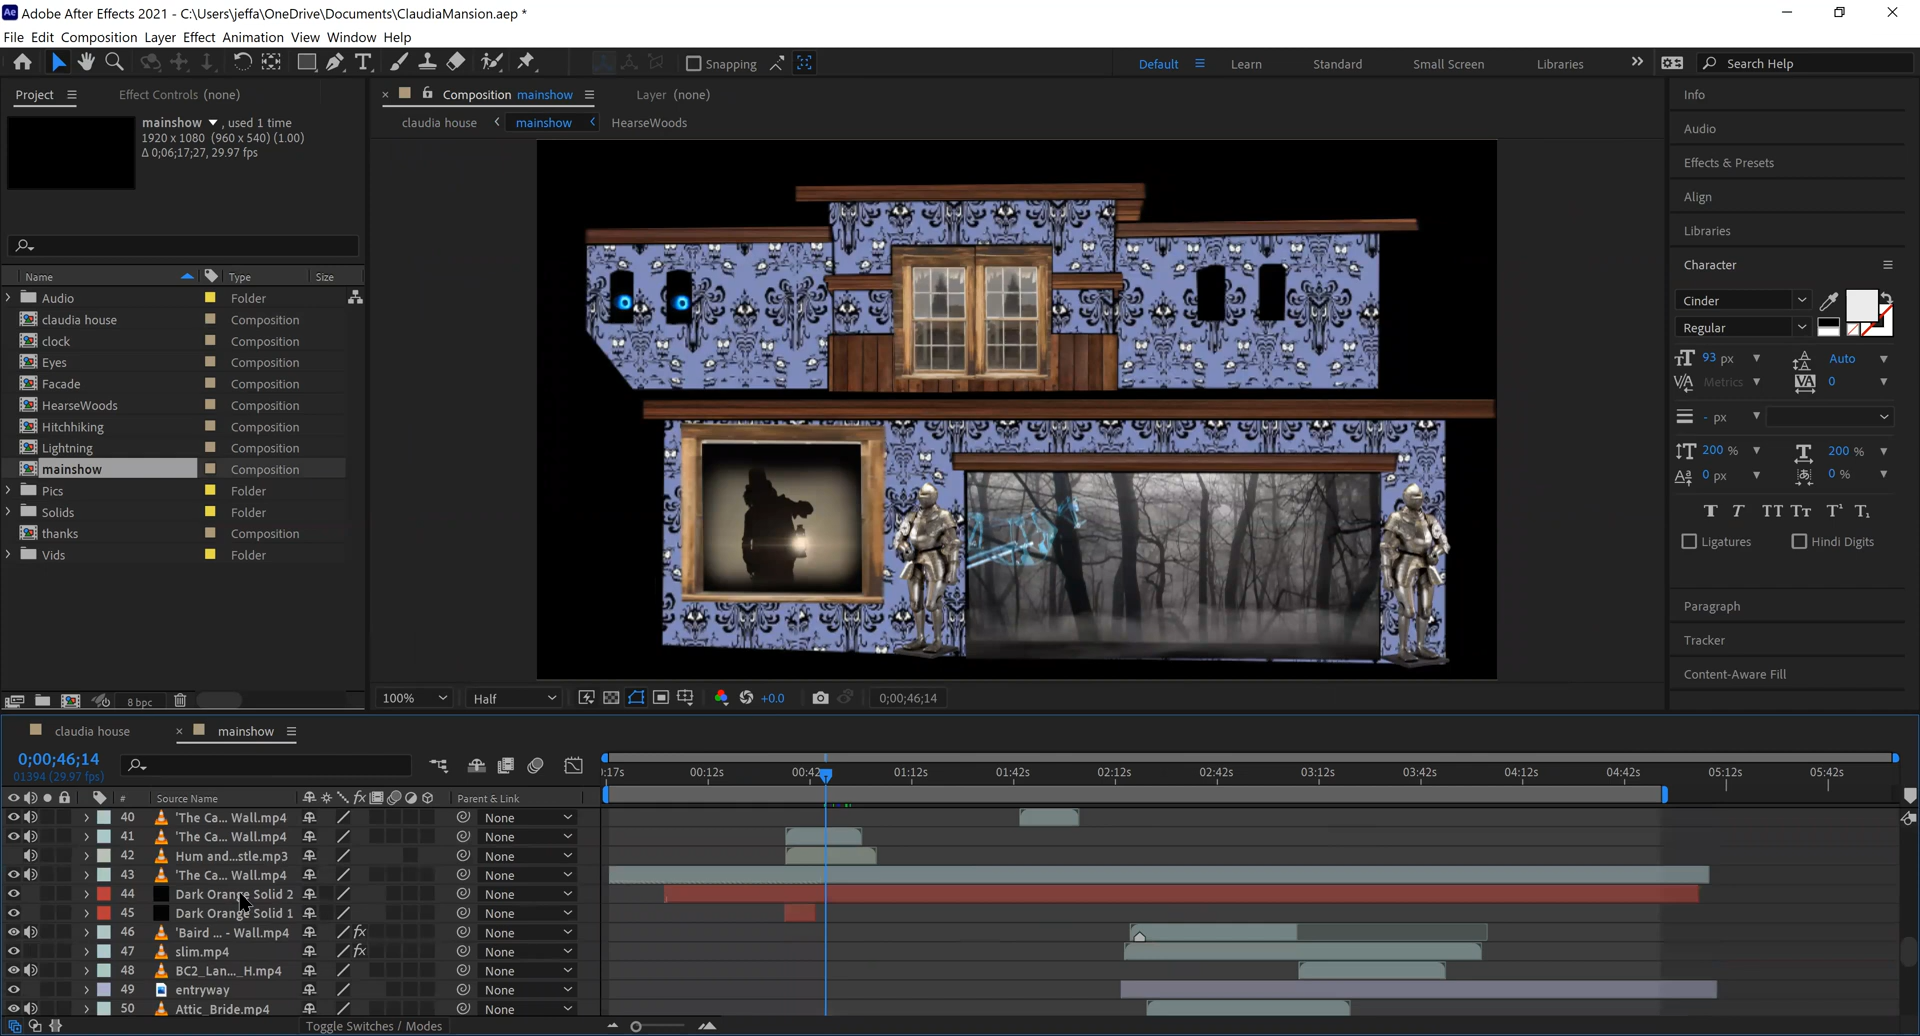 Ae Adobe After Effects 2021 - C:\Users\jeffa\OneDrive\Documents\ClaudiaMansion.aep *
File Edit Composition Layer Effect Animation View Window Help
Snapping
Default Learn Standard Small Screen Libraries
Search Help
Project
Effect Controls (none)
mainshow , used 1 time
1920 x 1080 (960 x 540) (1.00)
Δ 0;06;17;27, 29.97 fps
Name Type Size
Audio Folder
claudia house Composition
clock Composition
Eyes Composition
Facade Composition
HearseWoods Composition
Hitchhiking Composition
Lightning Composition
mainshow Composition
Pics Folder
Solids Folder
thanks Composition
Vids Folder
8 bpc
Composition mainshow
Layer (none)
claudia house mainshow HearseWoods
100% Half +0.0 0;00;46;14
Info
Audio
Effects & Presets
Align
Libraries
Character
Cinder
Regular
93 px Auto
Metrics 0
- px
200 % 200 %
0 px 0 %
T T TT Tt T¹ T₁
Ligatures Hindi Digits
Paragraph
Tracker
Content-Aware Fill
claudia house mainshow
0;00;46;14
01394 (29.97 fps)
# Source Name fx Parent & Link
:17s 00:12s 00:42s 01:12s 01:42s 02:12s 02:42s 03:12s 03:42s 04:12s 04:42s 05:12s 05:42s
40 'The Ca... Wall.mp4 None
41 'The Ca... Wall.mp4 None
42 Hum and...stle.mp3 None
43 'The Ca... Wall.mp4 None
44 Dark Orange Solid 2 None
45 Dark Orange Solid 1 None
46 'Baird ... - Wall.mp4 fx None
47 slim.mp4 fx None
48 BC2_Lan..._H.mp4 None
49 entryway None
50 Attic_Bride.mp4 None
Toggle Switches / Modes